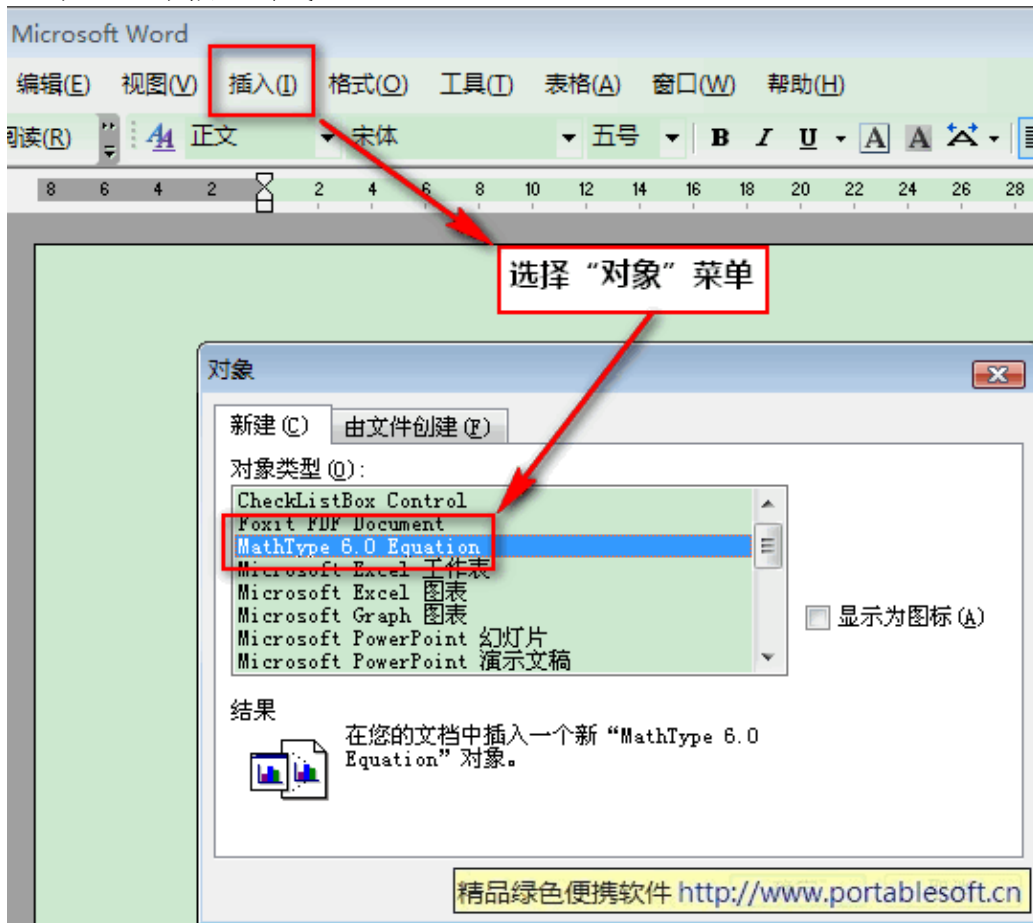 Microsoft Word
编辑(E) 视图(V) 插入(I) 格式(O) 工具(T) 表格(A) 窗口(W) 帮助(H)
阅读(R) 正文 宋体 五号 B I U A A
8 6 4 2 2 4 6 8 10 12 14 16 18 20 22 24 26 28
选择“对象”菜单
对象
新建(C) 由文件创建(F)
对象类型(O):
CheckListBox Control
Foxit PDF Document
MathType 6.0 Equation
Microsoft Excel 工作表
Microsoft Excel 图表
Microsoft Graph 图表
Microsoft PowerPoint 幻灯片
Microsoft PowerPoint 演示文稿
显示为图标(A)
结果
在您的文档中插入一个新“MathType 6.0
Equation”对象。
精品绿色便携软件 http://www.portablesoft.cn